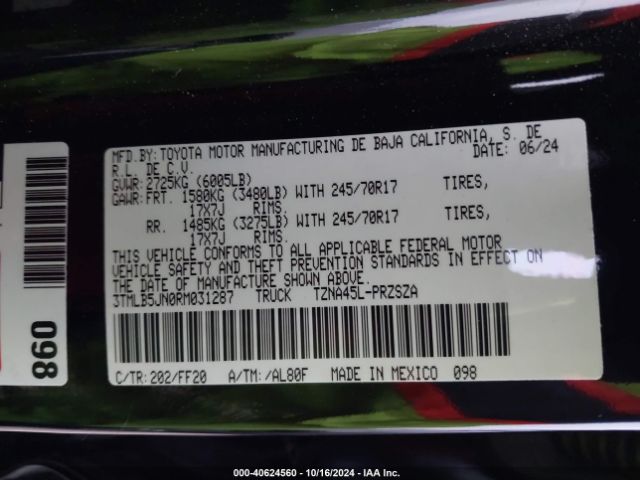 MFD.BY:TOYOTA MOTOR MANUFACTURING DE BAJA CALIFORNIA, S. DE
R.L. DE C.V. DATE: 06/24
GVWR:2725KG (6005LB)
GAWR:FRT. 1580KG (3480LB) WITH 245/70R17 TIRES,
17X7J RIMS.
RR. 1485KG (3275LB) WITH 245/70R17 TIRES,
17X7J RIMS.
THIS VEHICLE CONFORMS TO ALL APPLICABLE FEDERAL MOTOR
VEHICLE SAFETY AND THEFT PREVENTION STANDARDS IN EFFECT ON
THE DATE OF MANUFACTURE SHOWN ABOVE.
3TMLB5JN0RM031287 TRUCK TZNA45L-PRZSZA
C/TR:202/FF20 A/TM:/AL80F MADE IN MEXICO 098
098
000-40624560 - 10/16/2024 - IAA Inc.